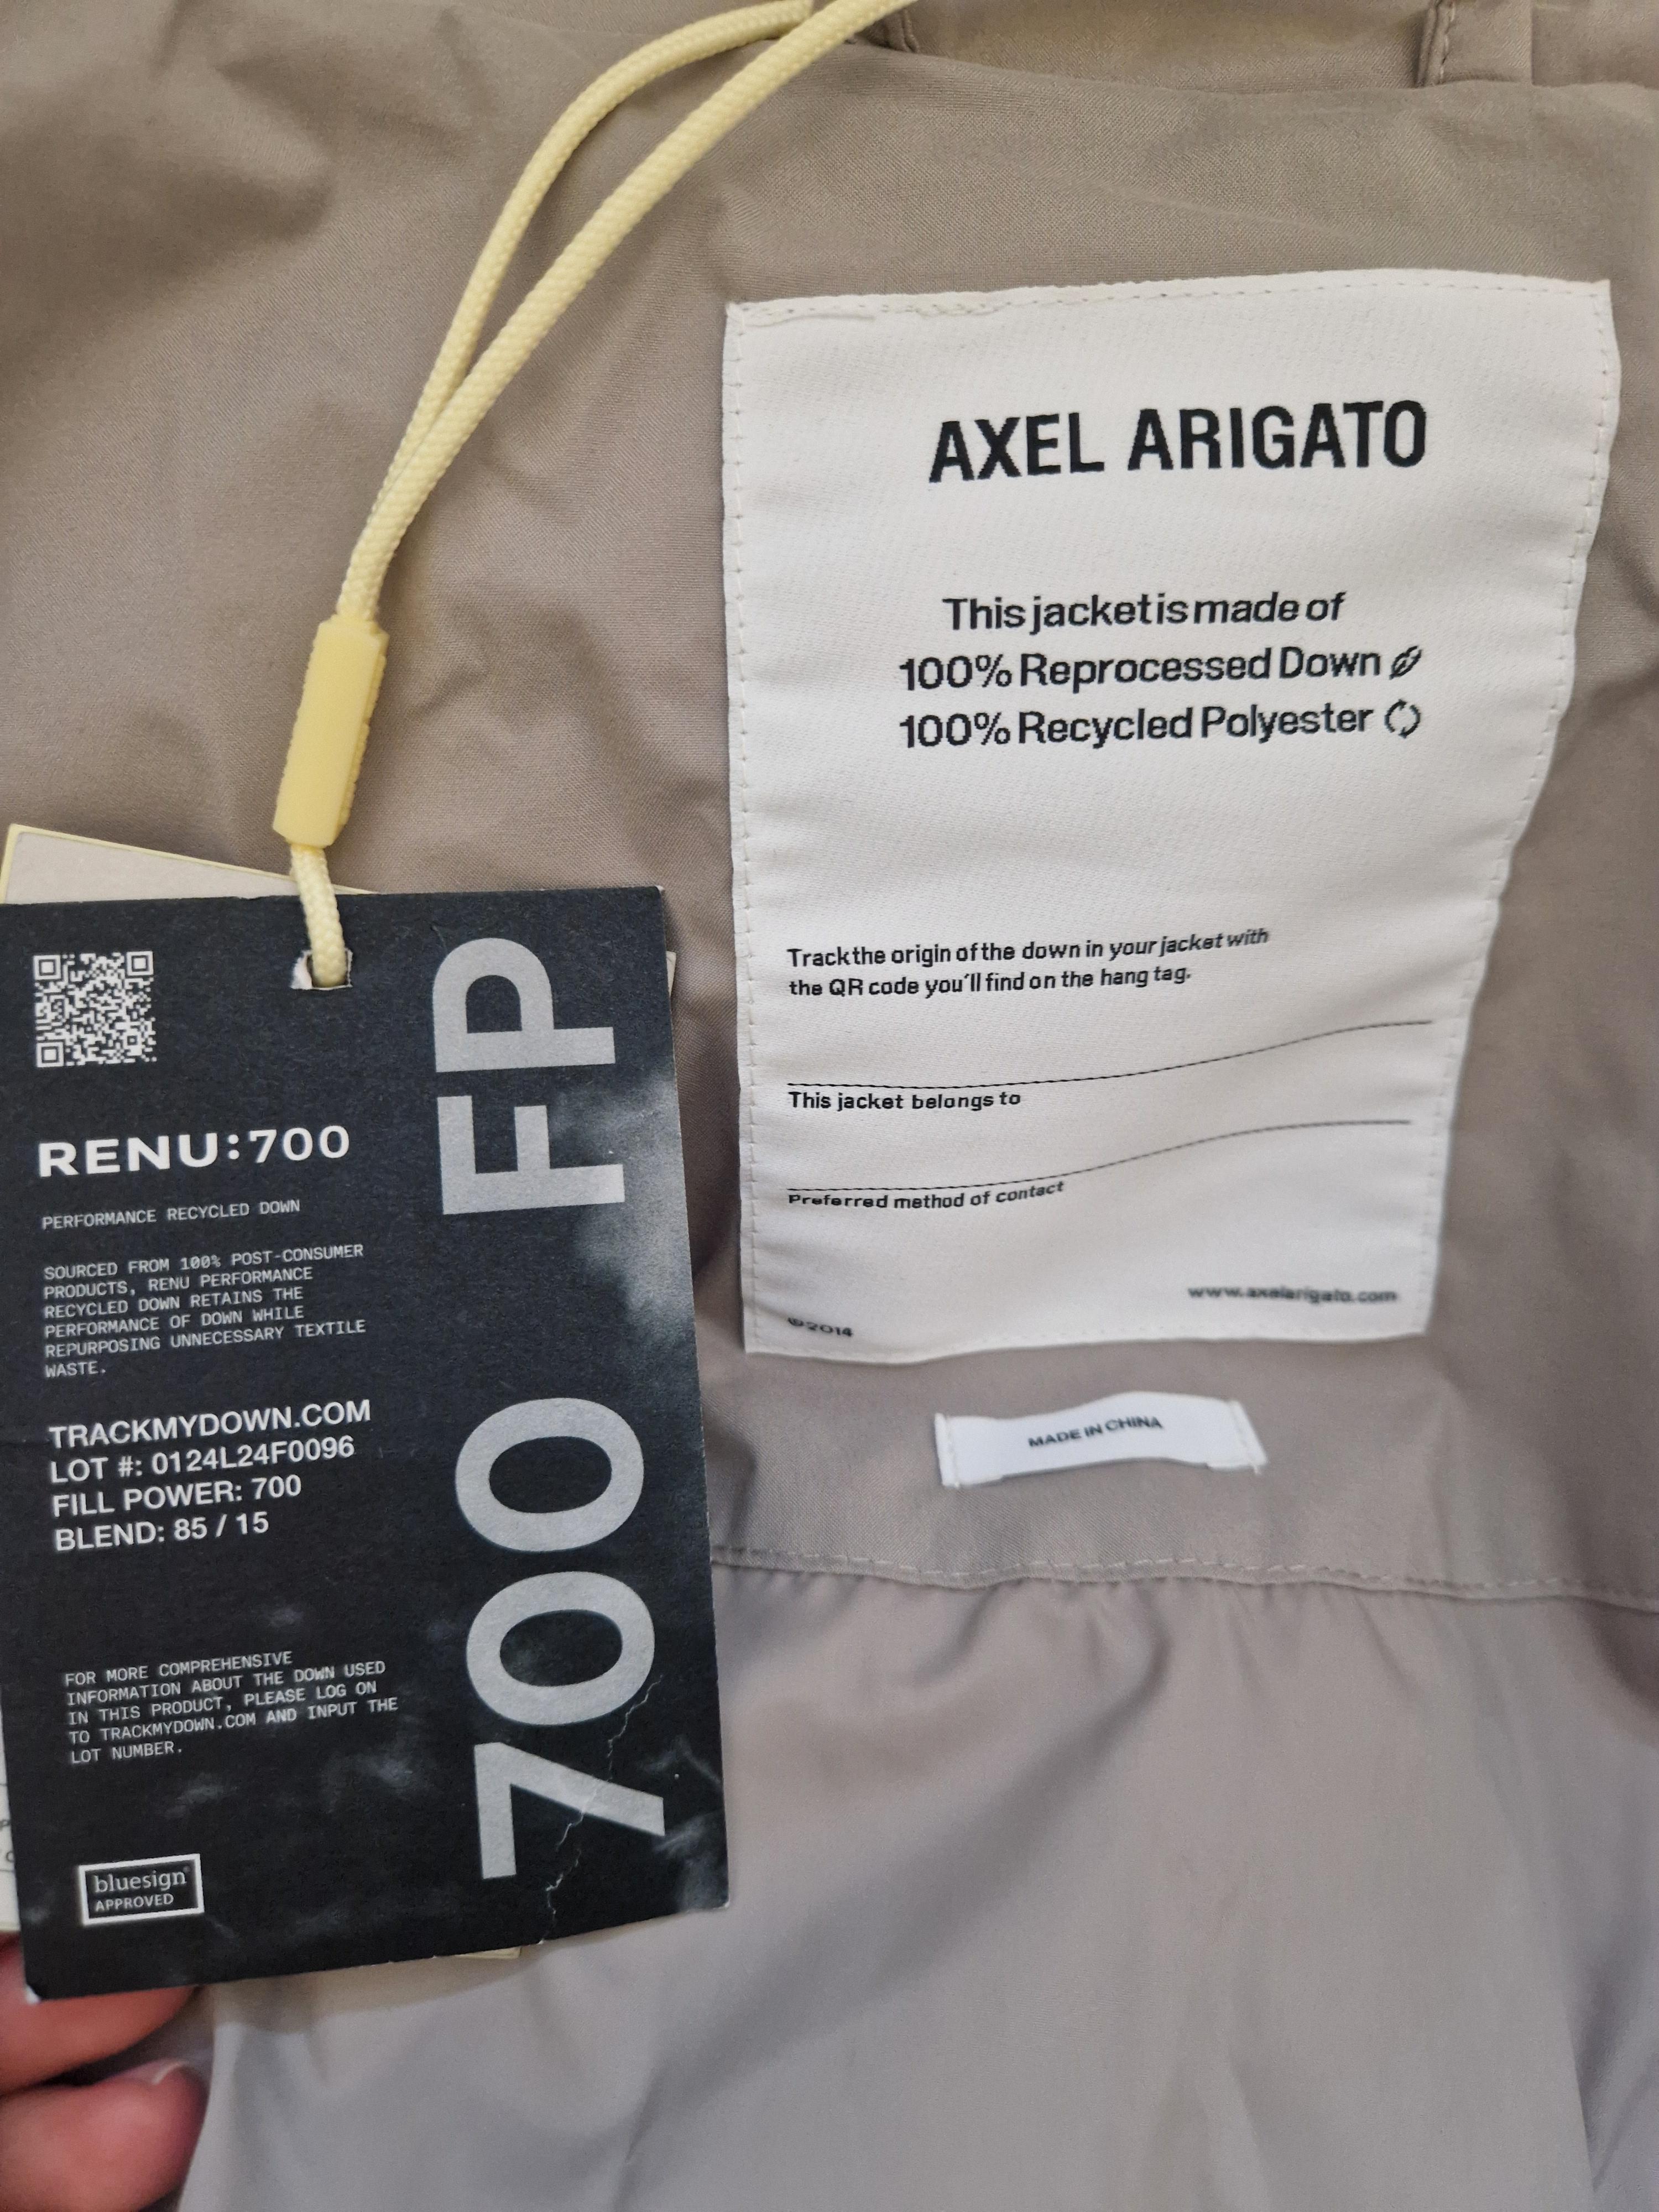 AXEL ARIGATO
This jacket is made of
100% Reprocessed Down
100% Recycled Polyester
Track the origin of the down in your jacket with
the QR code you'll find on the hang tag.
This jacket belongs to
Preferred method of contact
www.axelarigato.com
©2014
MADE IN CHINA
RENU:700
PERFORMANCE RECYCLED DOWN
SOURCED FROM 100% POST-CONSUMER
PRODUCTS, RENU PERFORMANCE
RECYCLED DOWN RETAINS THE
PERFORMANCE OF DOWN WHILE
REPURPOSING UNNECESSARY TEXTILE
WASTE.
TRACKMYDOWN.COM
LOT #: 0124L24F0096
FILL POWER: 700
BLEND: 85 / 15
FOR MORE COMPREHENSIVE
INFORMATION ABOUT THE DOWN USED
IN THIS PRODUCT, PLEASE LOG ON
TO TRACKMYDOWN.COM AND INPUT THE
LOT NUMBER.
bluesign®
APPROVED
700 FP